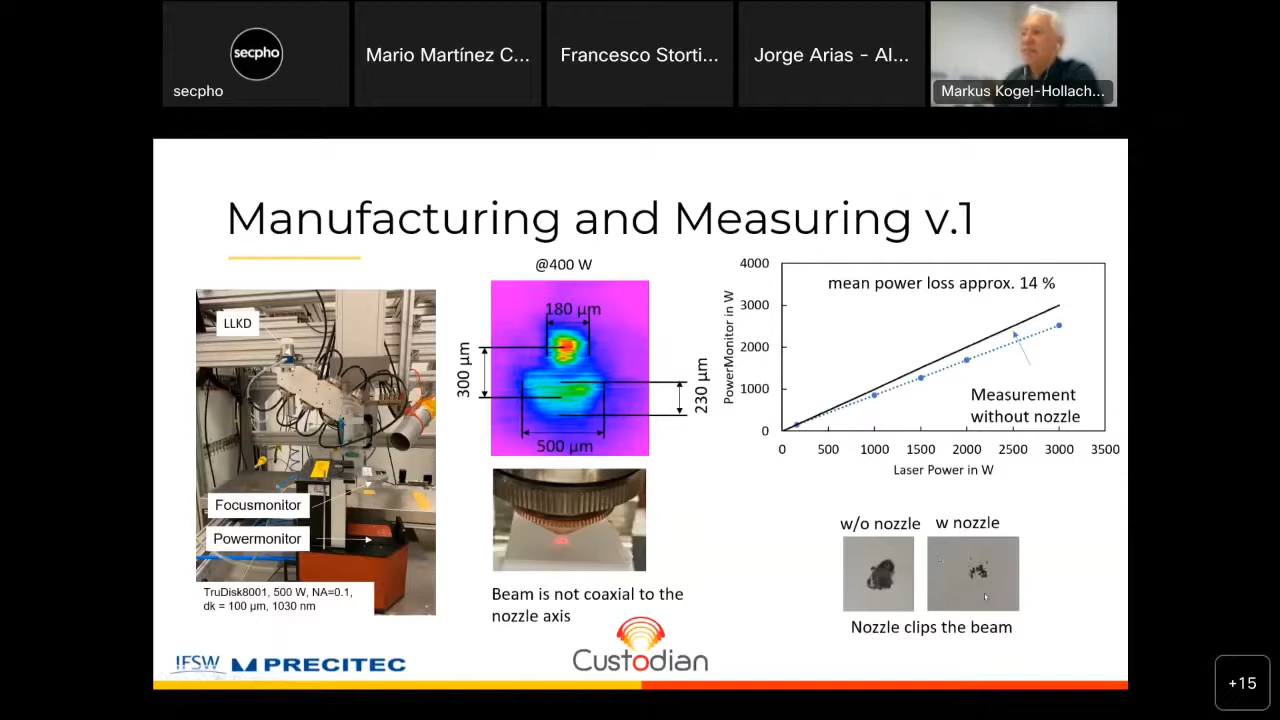 secpho
secpho
Mario Martínez C...
Francesco Storti...
Jorge Arias - Al...
Markus Kogel-Hollach...
Manufacturing and Measuring v.1
@400 W
LLKD
Focusmonitor
Powermonitor
TruDisk8001, 500 W, NA=0.1,
dk = 100 µm, 1030 nm
180 µm
300 µm
230 µm
500 µm
Beam is not coaxial to the
nozzle axis
mean power loss approx. 14 %
PowerMonitor in W
4000
3000
2000
1000
0
Measurement
without nozzle
0 500 1000 1500 2000 2500 3000 3500
Laser Power in W
w/o nozzle w nozzle
Nozzle clips the beam
IFSW PRECITEC
Custodian
+15